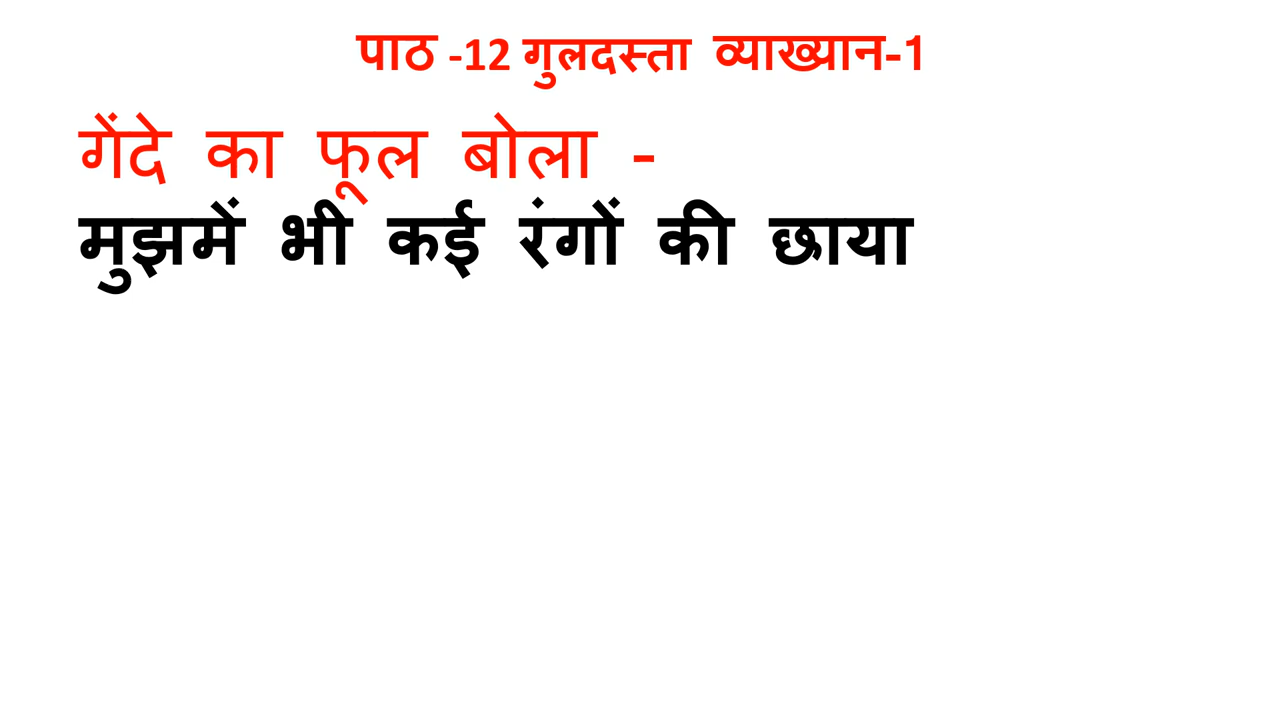 पाठ -12 गुलदस्ता व्याख्यान-1
गेंदे का फूल बोला -
मुझमें भी कई रंगों की छाया